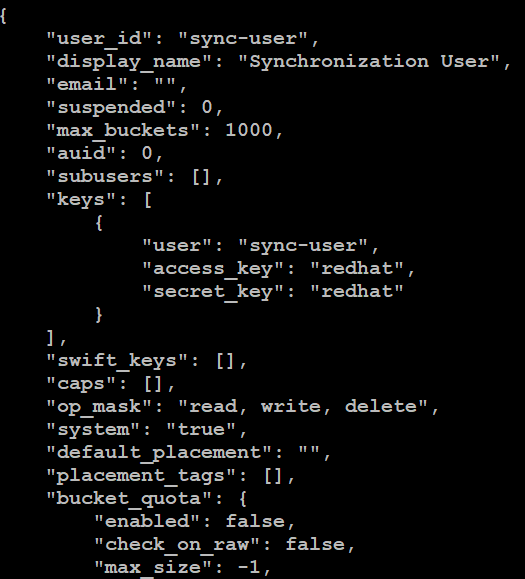 {
    "user_id": "sync-user",
    "display_name": "Synchronization User",
    "email": "",
    "suspended": 0,
    "max_buckets": 1000,
    "auid": 0,
    "subusers": [],
    "keys": [
        {
            "user": "sync-user",
            "access_key": "redhat",
            "secret_key": "redhat"
        }
    ],
    "swift_keys": [],
    "caps": [],
    "op_mask": "read, write, delete",
    "system": "true",
    "default_placement": "",
    "placement_tags": [],
    "bucket_quota": {
        "enabled": false,
        "check_on_raw": false,
        "max_size": -1,